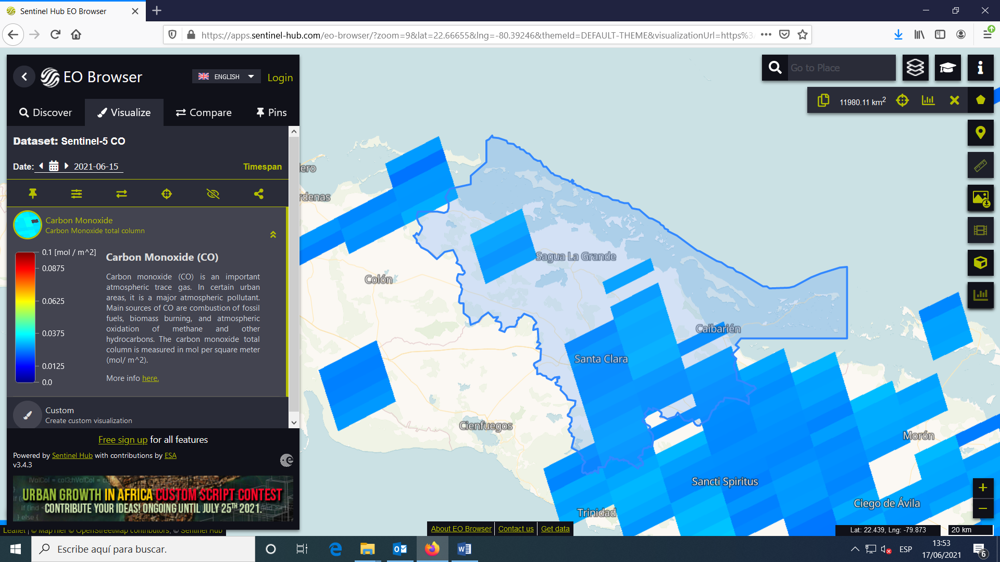 Sentinel Hub EO Browser
https://apps.sentinel-hub.com/eo-browser/?zoom=9&lat=22.66655&lng=-80.39246&themeId=DEFAULT-THEME&visualizationUrl=https%3
EO Browser
ENGLISH
Login
Go to Place
Discover
Visualize
Compare
Pins
11980.11 km2
Dataset: Sentinel-5 CO
Date:
2021-06-15
Timespan
Carbon Monoxide
Carbon Monoxide total column
0.1 [mol / m^2]
0.0875
0.0625
0.0375
0.0125
0.0
Carbon Monoxide (CO)
Carbon monoxide (CO) is an important
atmospheric trace gas. In certain urban
areas, it is a major atmospheric pollutant.
Main sources of CO are combustion of fossil
fuels, biomass burning, and atmospheric
oxidation of methane and other
hydrocarbons. The carbon monoxide total
column is measured in mol per square meter
(mol/ m^2).
More info here.
Custom
Create custom visualization
Free sign up for all features
Powered by Sentinel Hub with contributions by ESA
v3.4.3
URBAN GROWTH IN AFRICA CUSTOM SCRIPT CONTEST
CONTRIBUTE YOUR IDEAS! ONGOING UNTIL JULY 25TH 2021.
Leaflet | © MapTiler © OpenStreetMap contributors, © Sentinel Hub
ero
rdenas
Colón
Sagua La Grande
Caibarién
Santa Clara
Cienfuegos
Morón
Sancti Spiritus
Ciego de Ávila
Trinidad
About EO Browser
Contact us
Get data
Lat: 22.439, Lng: -79.873
20 km
Escribe aquí para buscar.
ESP
13:53
17/06/2021
6